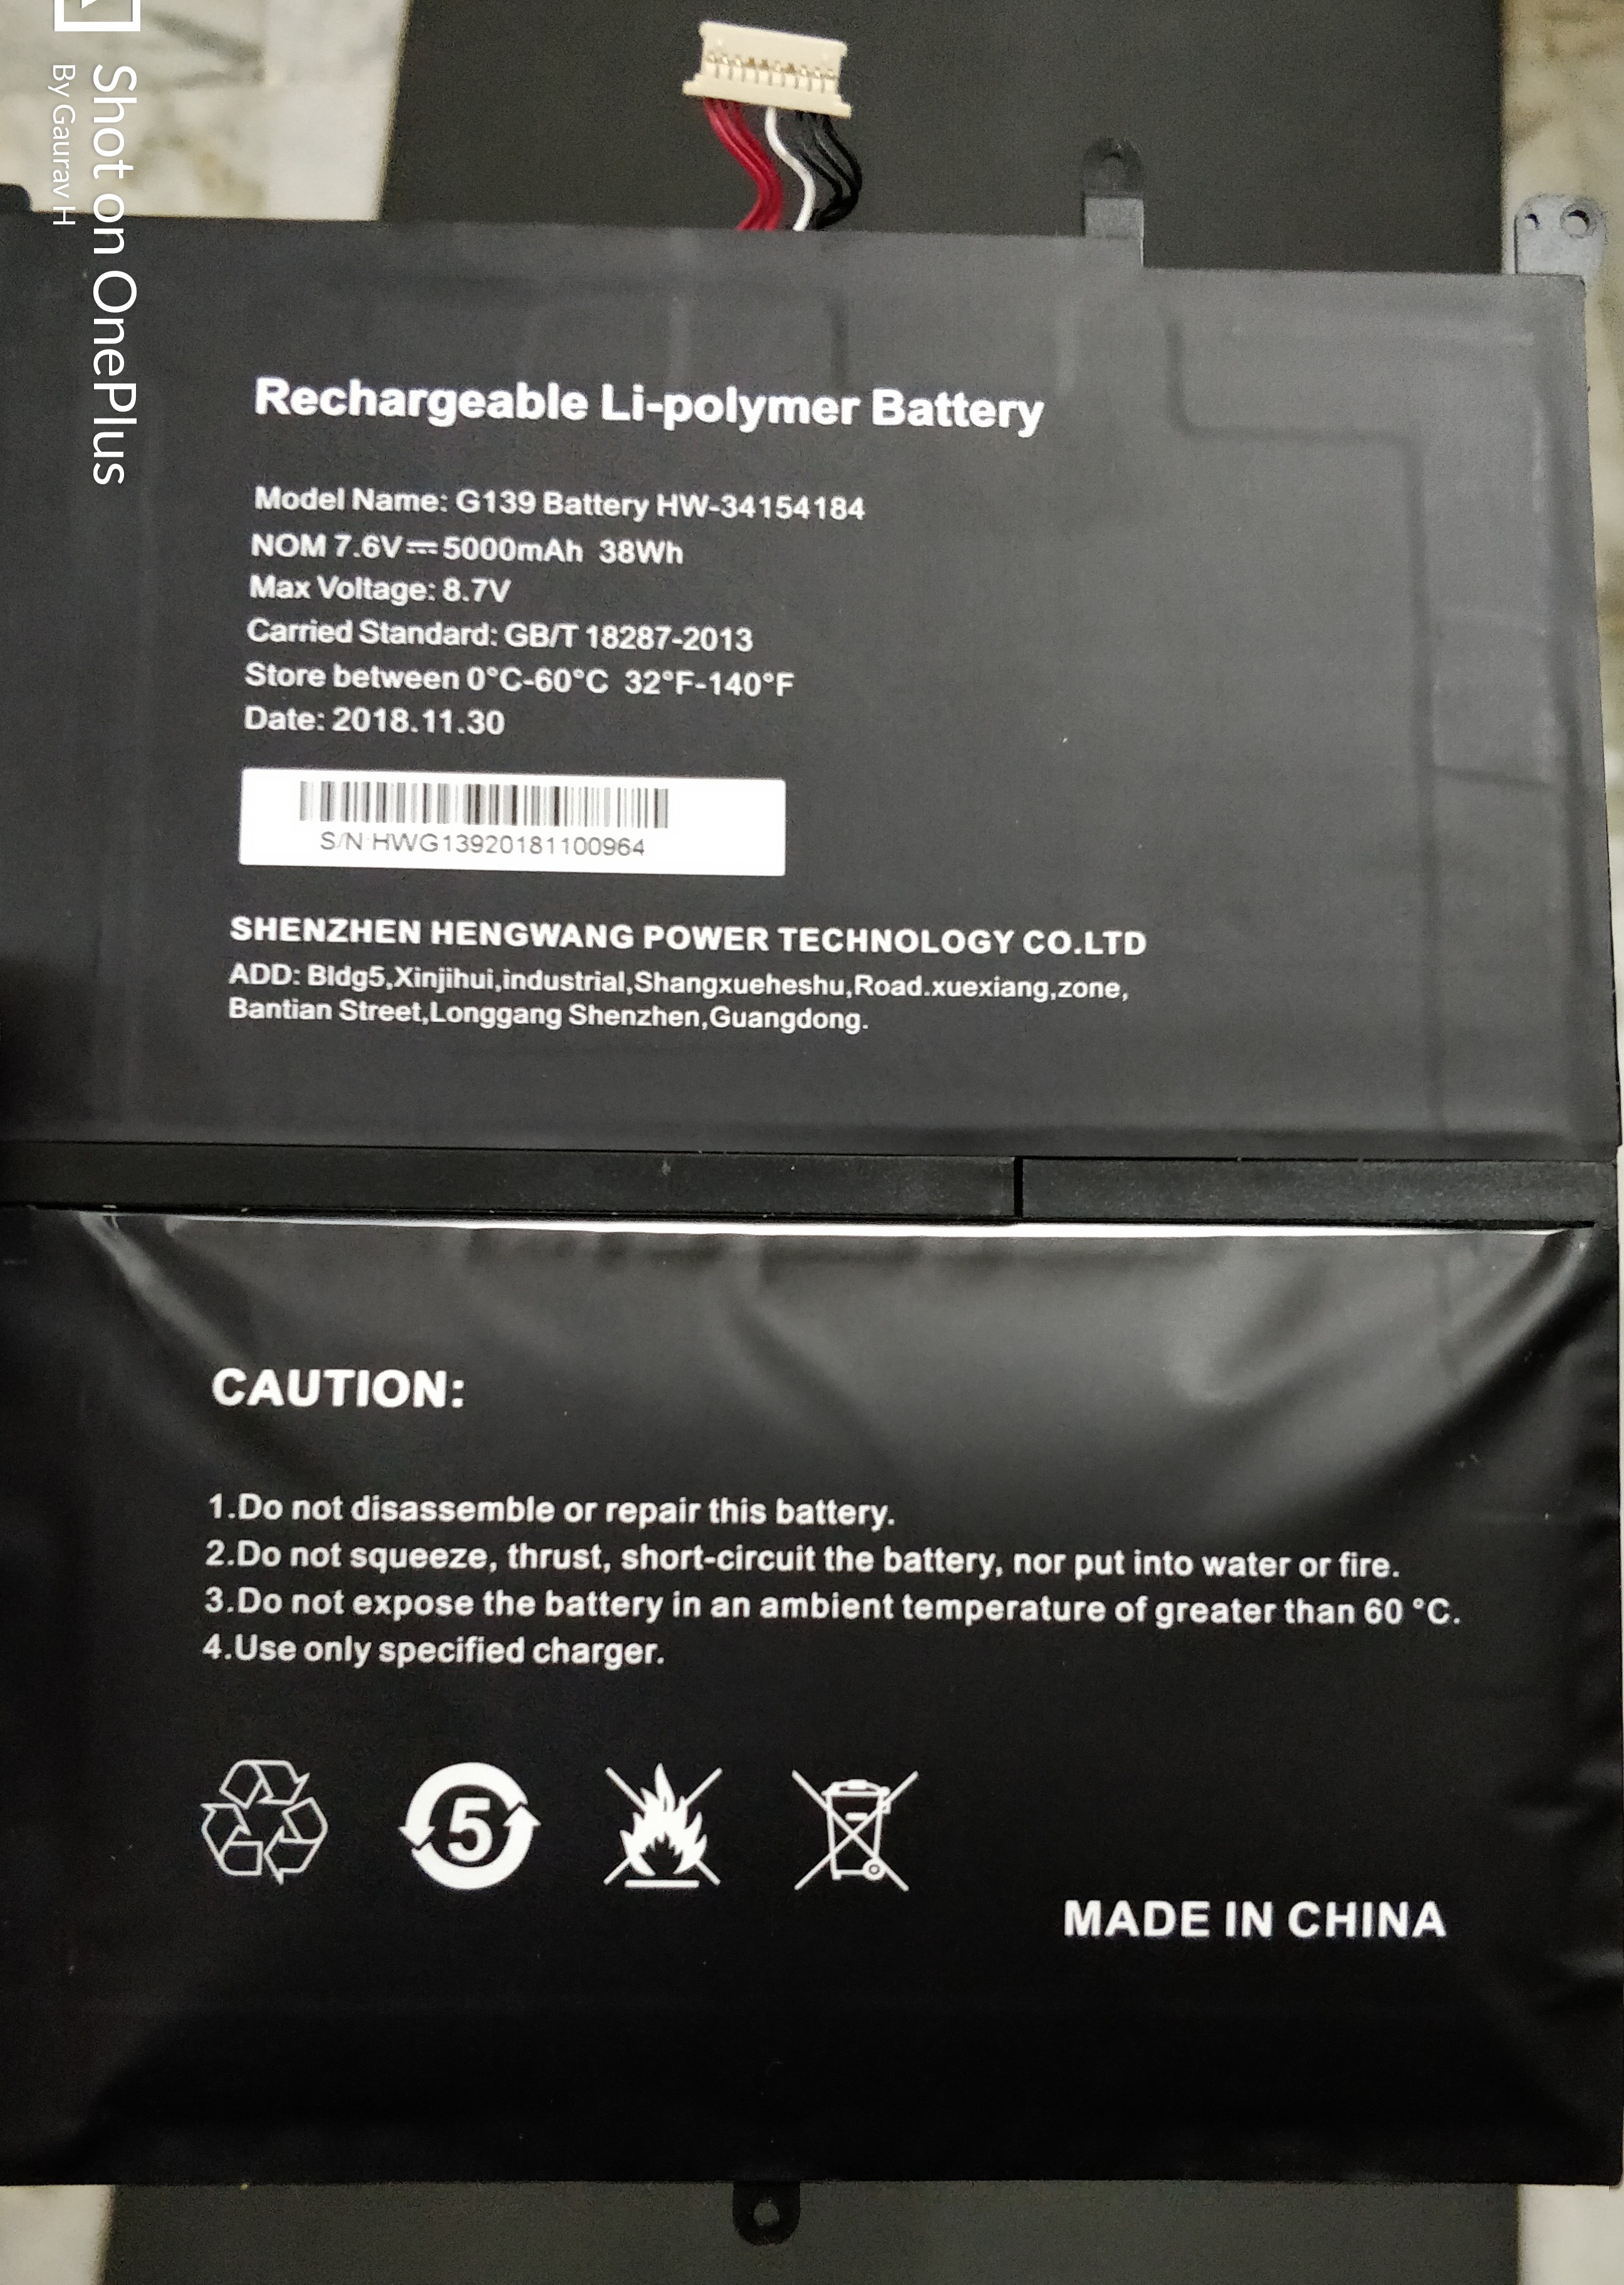 Shot on OnePlus
By Gaurav H
Rechargeable Li-polymer Battery
Model Name: G139 Battery HW-34154184
NOM 7.6V⎓5000mAh 38Wh
Max Voltage: 8.7V
Carried Standard: GB/T 18287-2013
Store between 0°C-60°C 32°F-140°F
Date: 2018.11.30
S/N:HWG13920181100964
SHENZHEN HENGWANG POWER TECHNOLOGY CO.LTD
ADD: Bldg5,Xinjihui,industrial,Shangxueheshu,Road.xuexiang,zone,
Bantian Street,Longgang Shenzhen,Guangdong.
CAUTION:
1.Do not disassemble or repair this battery.
2.Do not squeeze, thrust, short-circuit the battery, nor put into water or fire.
3.Do not expose the battery in an ambient temperature of greater than 60 °C.
4.Use only specified charger.
5
MADE IN CHINA